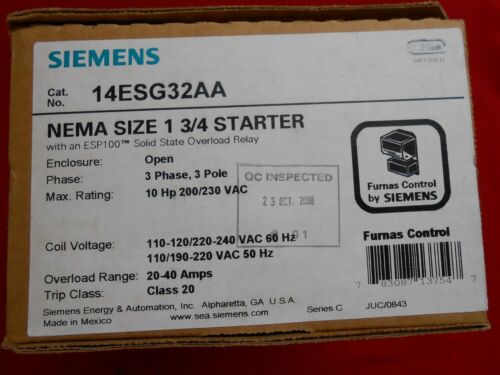 SIEMENS
Cat. No. 14ESG32AA
NEMA SIZE 1 3/4 STARTER
with an ESP100™ Solid State Overload Relay
Enclosure: Open
Phase: 3 Phase, 3 Pole
Max. Rating: 10 Hp 200/230 VAC
QC INSPECTED
23 OCT. 2008
Furnas Control
by SIEMENS
Coil Voltage: 110-120/220-240 VAC 60 Hz
110/190-220 VAC 50 Hz
Furnas Control
Overload Range: 20-40 Amps
Trip Class: Class 20
7 83087 13754 7
Siemens Energy & Automation, Inc. Alpharetta, GA U.S.A.
Made in Mexico www.sea.siemens.com Series C JUC/0843